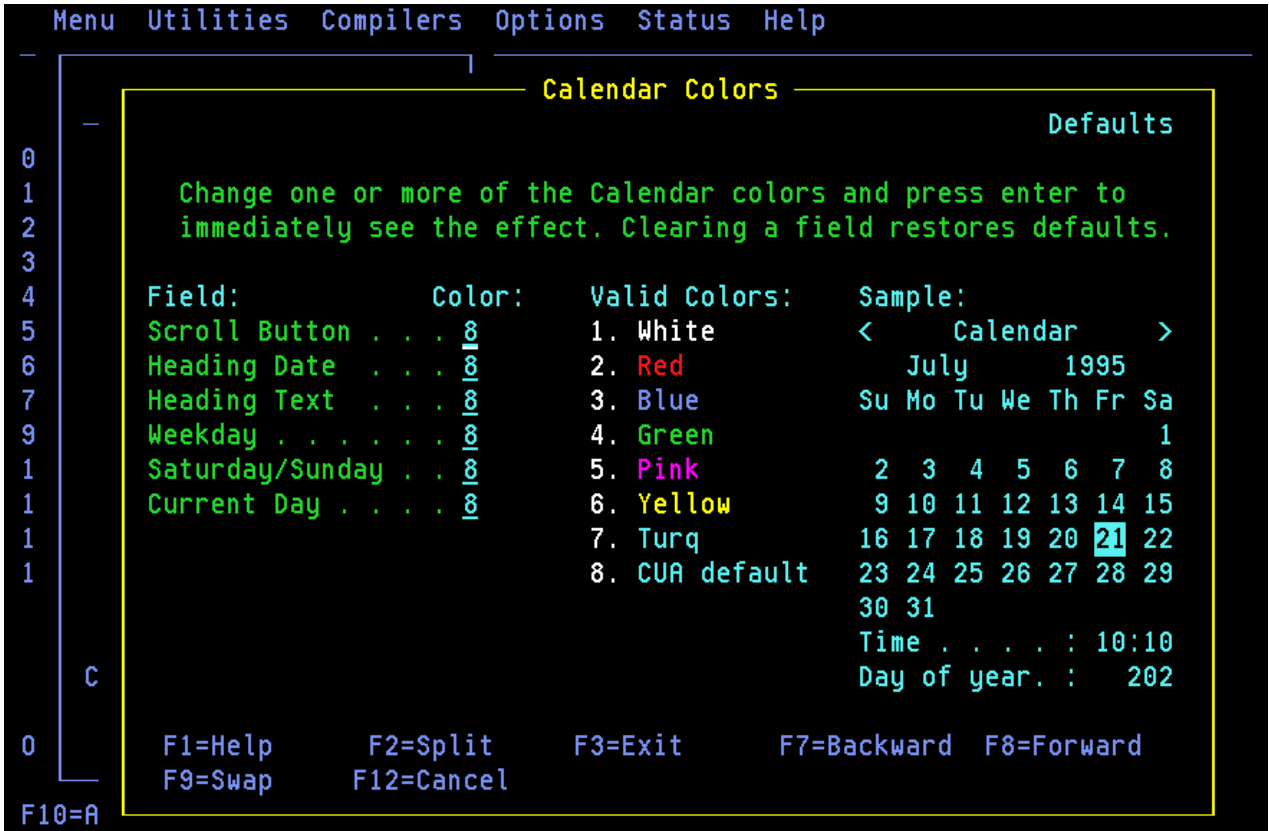 Menu Utilities Compilers Options Status Help
Calendar Colors
Defaults
0
1 Change one or more of the Calendar colors and press enter to
2 immediately see the effect. Clearing a field restores defaults.
3
4 Field: Color: Valid Colors: Sample:
5 Scroll Button . . . 8 1. White < Calendar >
6 Heading Date . . . 8 2. Red July 1995
7 Heading Text . . . 8 3. Blue Su Mo Tu We Th Fr Sa
9 Weekday . . . . . . 8 4. Green 1
1 Saturday/Sunday . . 8 5. Pink 2 3 4 5 6 7 8
1 Current Day . . . . 8 6. Yellow 9 10 11 12 13 14 15
1 7. Turq 16 17 18 19 20 21 22
1 8. CUA default 23 24 25 26 27 28 29
30 31
Time . . . . : 10:10
C Day of year. : 202
O F1=Help F2=Split F3=Exit F7=Backward F8=Forward
F9=Swap F12=Cancel
F10=A